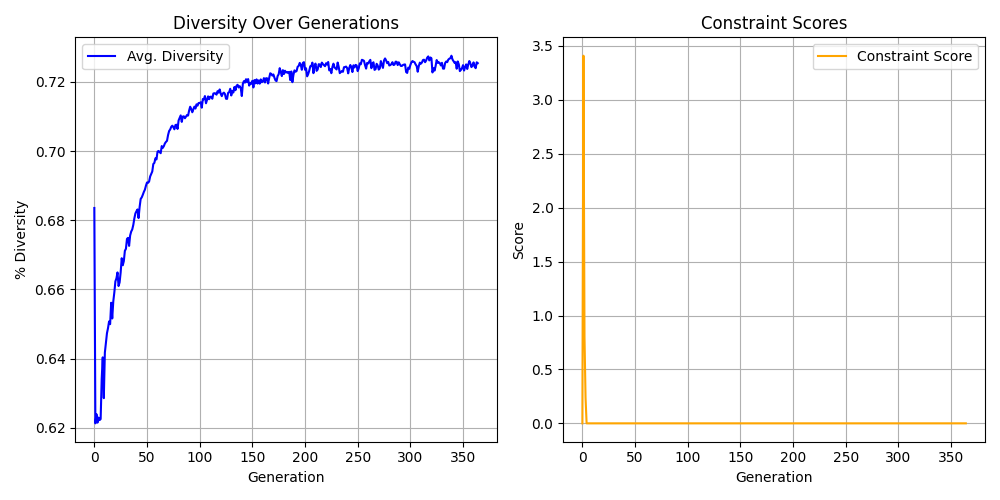 Diversity Over Generations
Avg. Diversity
% Diversity
0.72
0.70
0.68
0.66
0.64
0.62
0 50 100 150 200 250 300 350
Generation
Constraint Scores
Constraint Score
Score
3.5
3.0
2.5
2.0
1.5
1.0
0.5
0.0
0 50 100 150 200 250 300 350
Generation